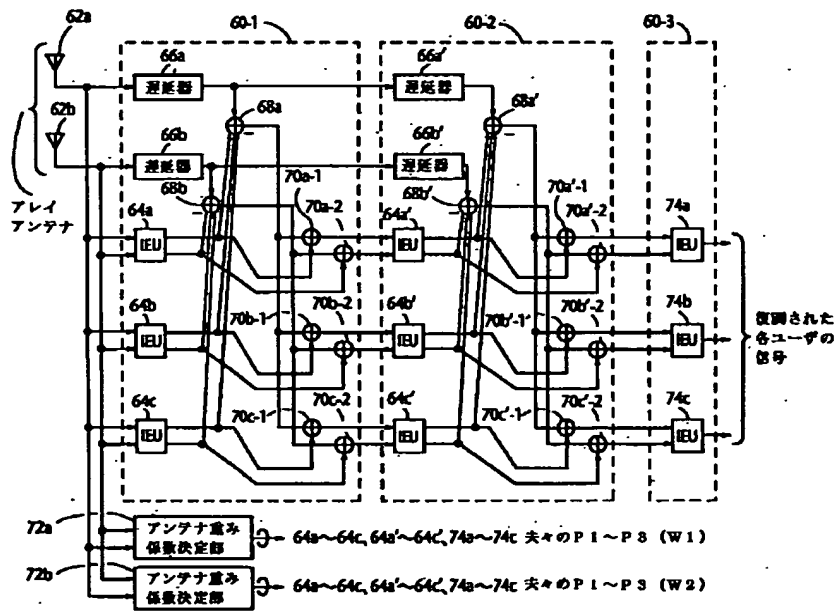 62a
60-1
60-2
60-3
66a
66a'
遅延器
遅延器
62b
68a
68a'
66b
66b'
遅延器
遅延器
アレイ
アンテナ
68b
70a-1
70a-2
68b'
70a'-1
70a'-2
64a
64a'
74a
IEU
IEU
IEU
64b
70b-1
70b-2
64b'
70b'-1
70b'-2
74b
IEU
IEU
IEU
復調された
各ユーザの
信号
64c
70c-1
70c-2
64c'
70c'-1
70c'-2
74c
IEU
IEU
IEU
72a
アンテナ重み
係数決定部
64a～64c、64a'～64c'、74a～74c 夫々のP1～P3 (W1)
72b
アンテナ重み
係数決定部
64a～64c、64a'～64c'、74a～74c 夫々のP1～P3 (W2)